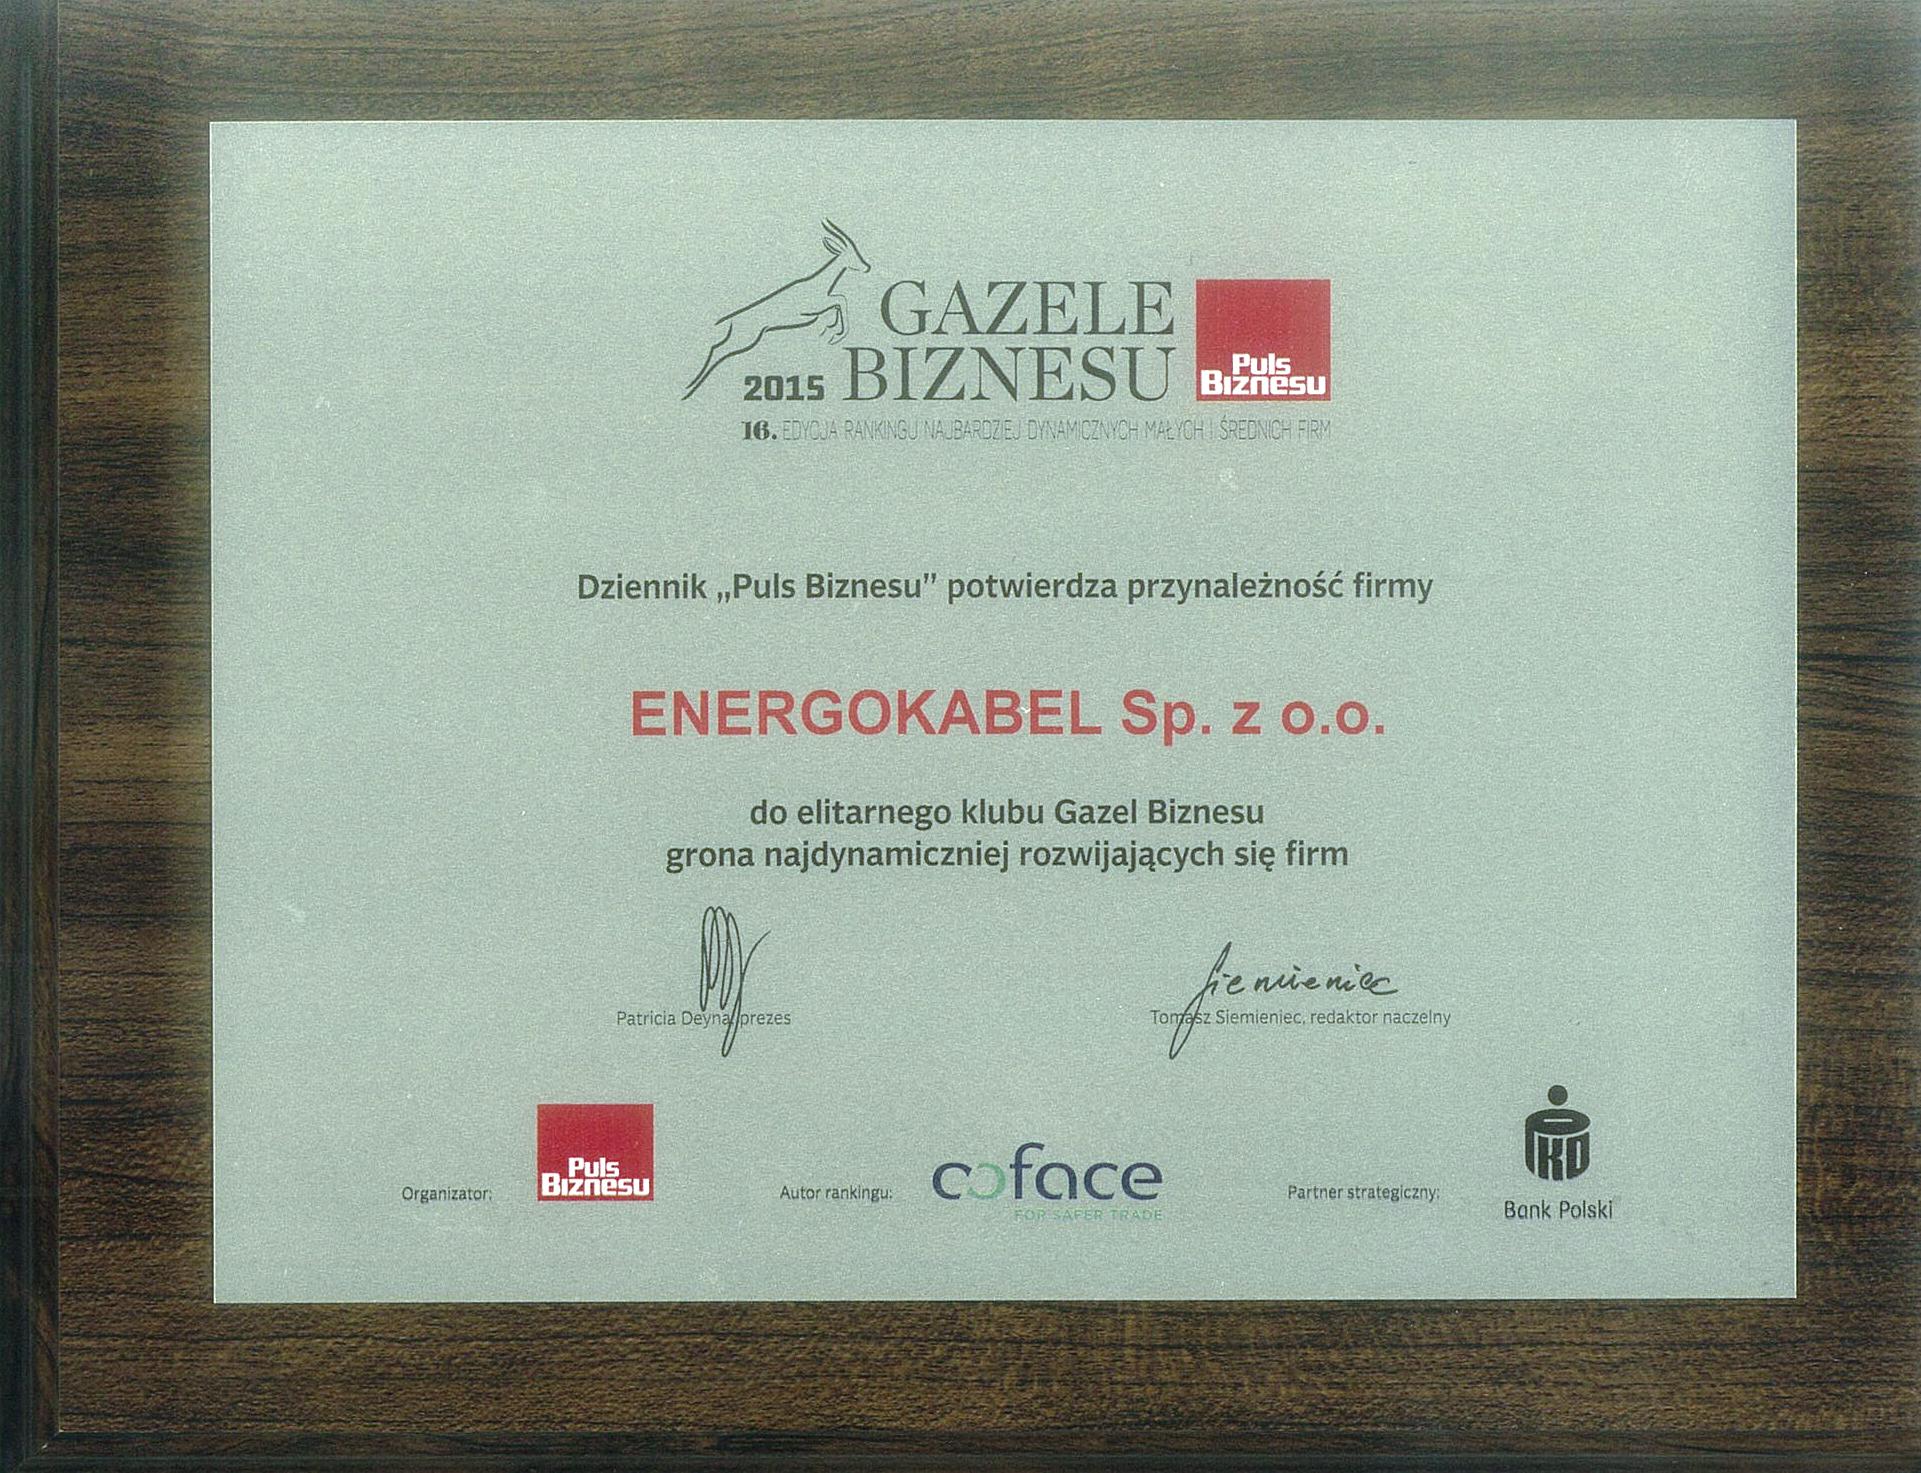 GAZELE
2015 BIZNESU
Puls
Biznesu
16. EDYCJA RANKINGU NAJBARDZIEJ DYNAMICZNYCH MAŁYCH I ŚREDNICH FIRM
Dziennik „Puls Biznesu” potwierdza przynależność firmy
ENERGOKABEL Sp. z o.o.
do elitarnego klubu Gazel Biznesu
grona najdynamiczniej rozwijających się firm
Siemieniec
Patricia Deyna, prezes
Tomasz Siemieniec, redaktor naczelny
Organizator:
Puls
Biznesu
Autor rankingu:
coface
FOR SAFER TRADE
Partner strategiczny:
PKO
Bank Polski